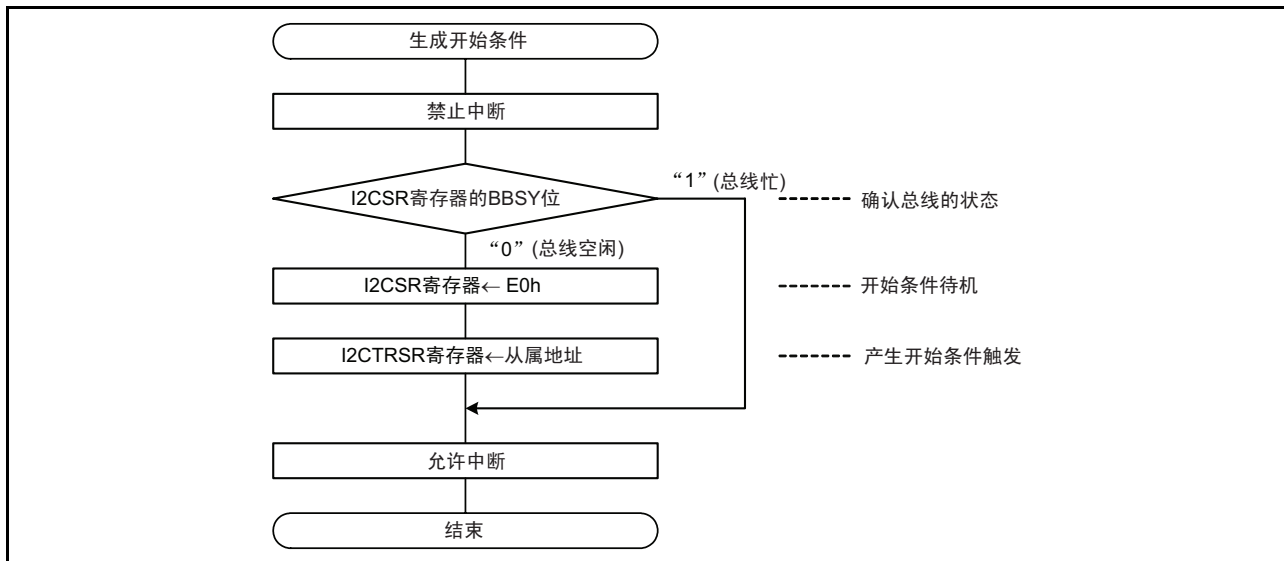 生成开始条件
禁止中断
“1” (总线忙)
I2CSR寄存器的BBSY位
确认总线的状态
“0” (总线空闲)
I2CSR寄存器← E0h
开始条件待机
I2CTRSR寄存器←从属地址
产生开始条件触发
允许中断
结束